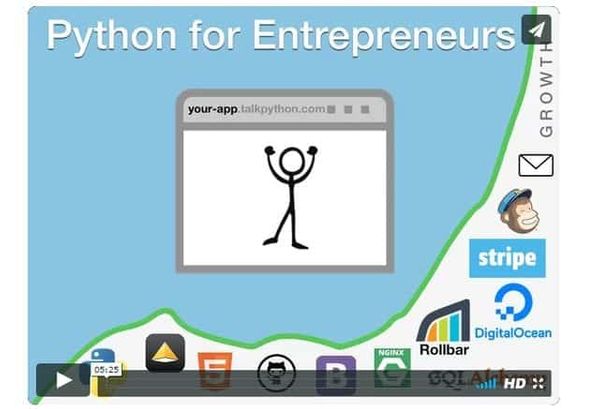 Python for Entrepreneurs
your-app.talkpython.com
GROWTH
stripe
DigitalOcean
Rollbar
NGINX
05:25
HD